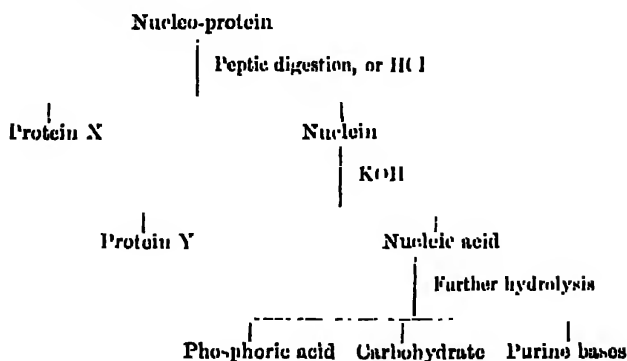 Nucleo-protein
Peptic digestion, or HCl
Protein X Nuclein
KOH
Protein Y Nucleic acid
Further hydrolysis
Phosphoric acid Carbohydrate Purine bases